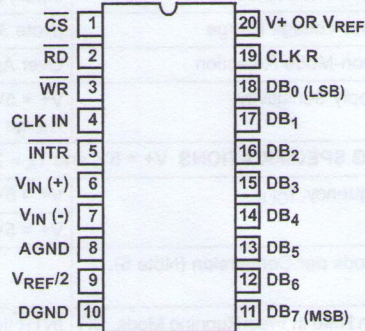 CS 1 20 V+ OR VREF
RD 2 19 CLK R
WR 3 18 DB0 (LSB)
CLK IN 4 17 DB1
INTR 5 16 DB2
VIN (+) 6 15 DB3
VIN (-) 7 14 DB4
AGND 8 13 DB5
VREF/2 9 12 DB6
DGND 10 11 DB7 (MSB)